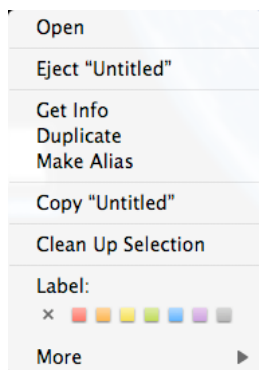 Open
Eject “Untitled”
Get Info
Duplicate
Make Alias
Copy “Untitled”
Clean Up Selection
Label:
×
More